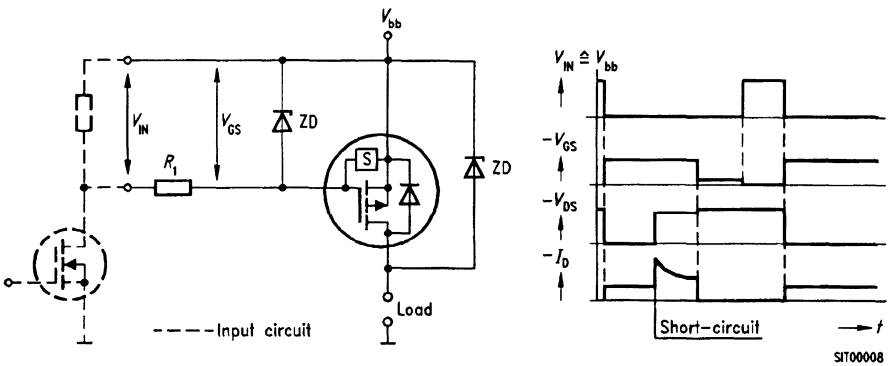 V_bb
V_IN
V_GS
ZD
R_1
S
ZD
Load
Input circuit
V_IN ≙ V_bb
-V_GS
-V_DS
-I_D
Short-circuit
t
SIT00008